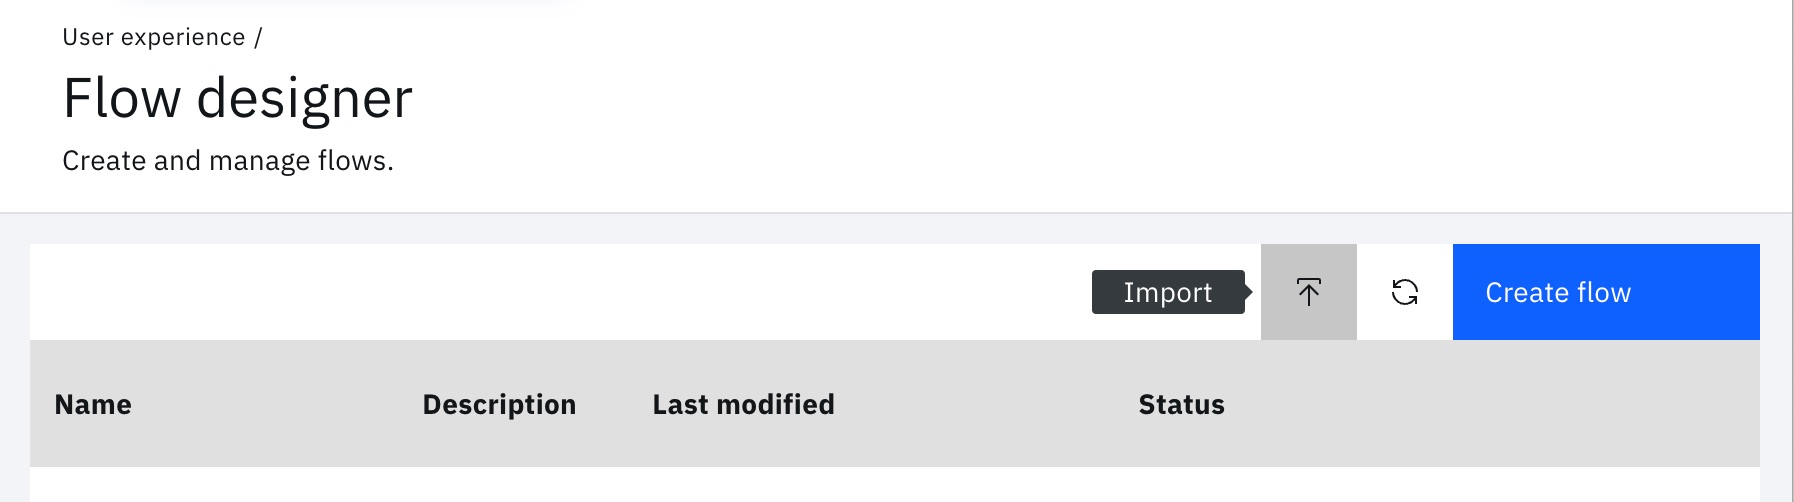 User experience /
Flow designer
Create and manage flows.
Import
Create flow
Name Description Last modified Status